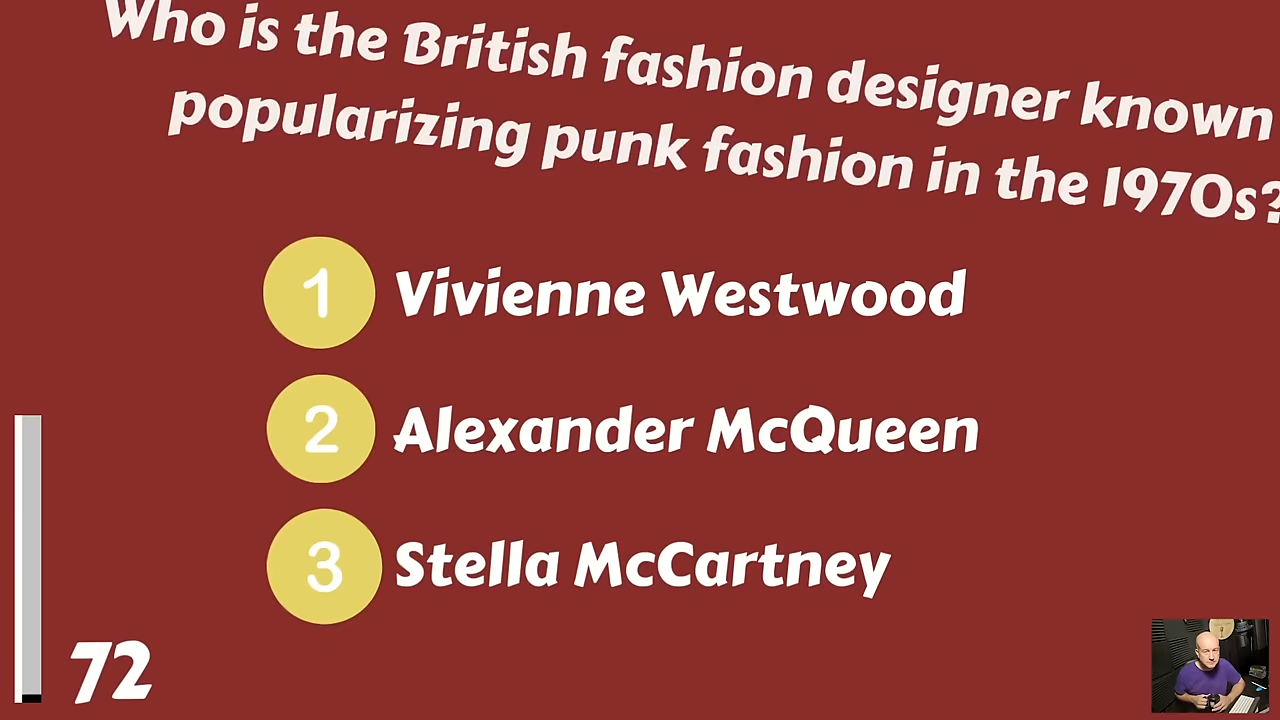 Who is the British fashion designer known
popularizing punk fashion in the 1970s?
1 Vivienne Westwood
2 Alexander McQueen
3 Stella McCartney
72